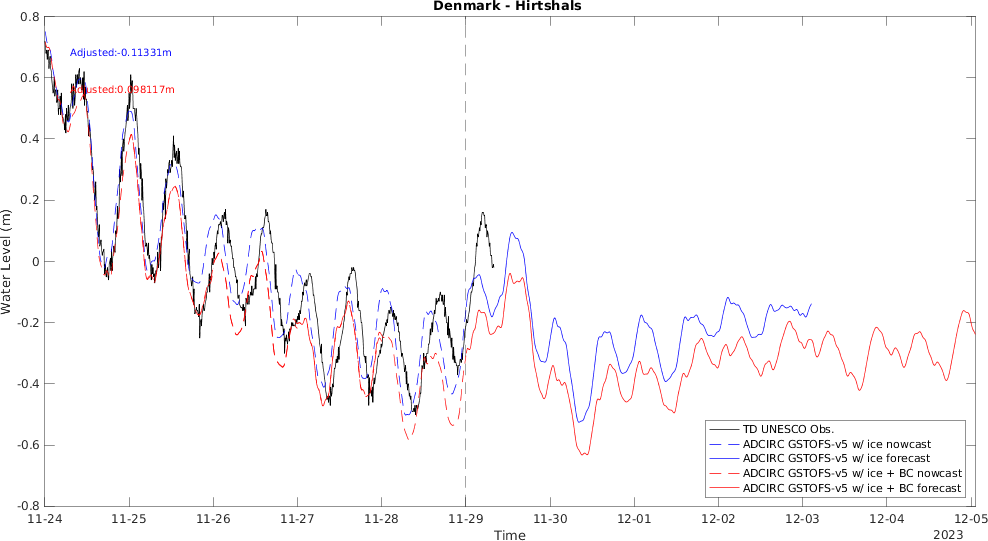 Denmark - Hirtshals
0.8
0.6
0.4
0.2
0
-0.2
-0.4
-0.6
-0.8
Water Level (m)
Adjusted:-0.11331m
Adjusted:0.098117m
TD UNESCO Obs.
ADCIRC GSTOFS-v5 w/ ice nowcast
ADCIRC GSTOFS-v5 w/ ice forecast
ADCIRC GSTOFS-v5 w/ ice + BC nowcast
ADCIRC GSTOFS-v5 w/ ice + BC forecast
11-24 11-25 11-26 11-27 11-28 11-29 11-30 12-01 12-02 12-03 12-04 12-05
Time
2023